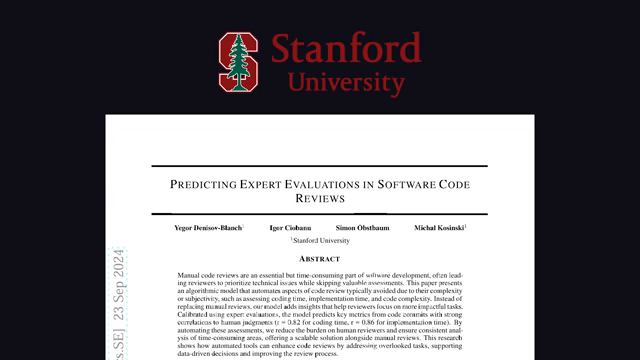 Stanford
University
PREDICTING EXPERT EVALUATIONS IN SOFTWARE CODE
REVIEWS
Yegor Denisov-Blanch¹ Igor Ciobanu Simon Obstbaum Michal Kosinski¹
¹Stanford University
ABSTRACT
Manual code reviews are an essential but time-consuming part of software development, often lead-
ing reviewers to prioritize technical issues while skipping valuable assessments. This paper presents
an algorithmic model that automates aspects of code review typically avoided due to their complexity
or subjectivity, such as assessing coding time, implementation time, and code complexity. Instead of
replacing manual reviews, our model adds insights that help reviewers focus on more impactful tasks.
Calibrated using expert evaluations, the model predicts key metrics from code commits with strong
correlations to human judgments (r = 0.82 for coding time, r = 0.86 for implementation time). By
automating these assessments, we reduce the burden on human reviewers and ensure consistent anal-
ysis of time-consuming areas, offering a scalable solution alongside manual reviews. This research
shows how automated tools can enhance code reviews by addressing overlooked tasks, supporting
data-driven decisions and improving the review process.
s.SE] 23 Sep 2024